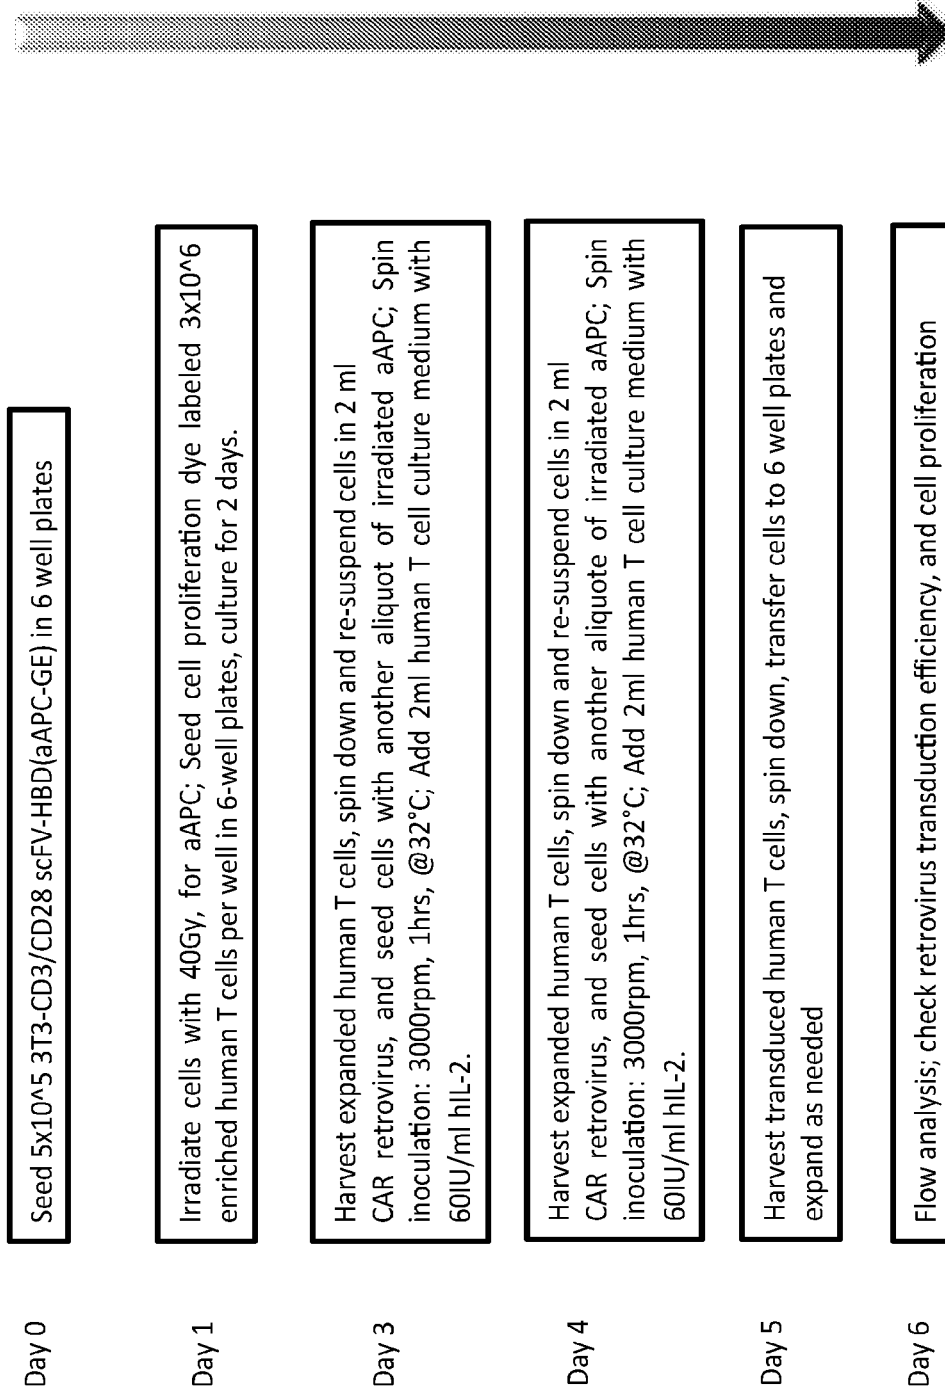 Day 0
Seed 5x10^5 3T3-CD3/CD28 scFV-HBD(aAPC-GE) in 6 well plates
Day 1
Irradiate cells with 40Gy, for aAPC; Seed cell proliferation dye labeled 3x10^6
enriched human T cells per well in 6-well plates, culture for 2 days.
Day 3
Harvest expanded human T cells, spin down and re-suspend cells in 2 ml
CAR retrovirus, and seed cells with another aliquot of irradiated aAPC; Spin
inoculation: 3000rpm, 1hrs, @32°C; Add 2ml human T cell culture medium with
60IU/ml hIL-2.
Day 4
Harvest expanded human T cells, spin down and re-suspend cells in 2 ml
CAR retrovirus, and seed cells with another aliquote of irradiated aAPC; Spin
inoculation: 3000rpm, 1hrs, @32°C; Add 2ml human T cell culture medium with
60IU/ml hIL-2.
Day 5
Harvest transduced human T cells, spin down, transfer cells to 6 well plates and
expand as needed
Day 6
Flow analysis; check retrovirus transduction efficiency, and cell proliferation